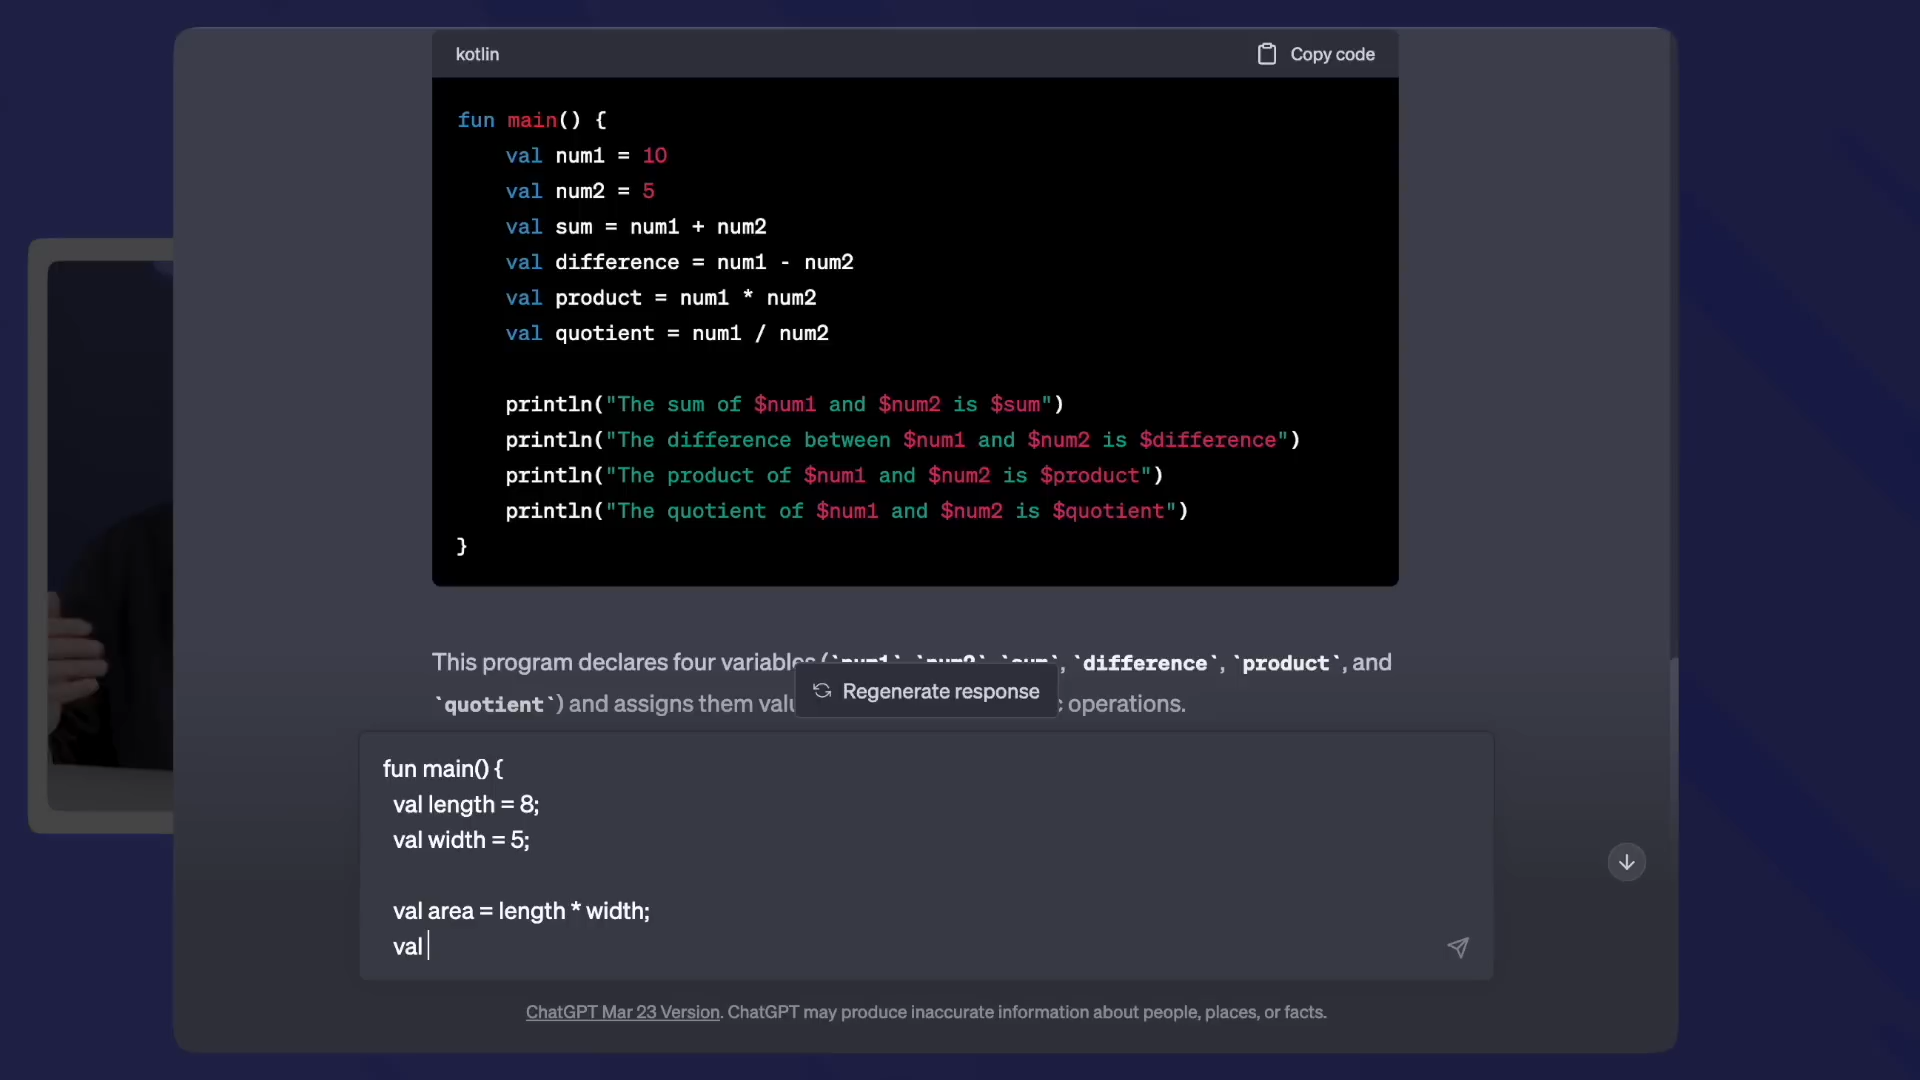 kotlin
Copy code
fun main() {
    val num1 = 10
    val num2 = 5
    val sum = num1 + num2
    val difference = num1 - num2
    val product = num1 * num2
    val quotient = num1 / num2
    println("The sum of $num1 and $num2 is $sum")
    println("The difference between $num1 and $num2 is $difference")
    println("The product of $num1 and $num2 is $product")
    println("The quotient of $num1 and $num2 is $quotient")
}
This program declares four variables (`num1`, `num2`, `sum`, `difference`, `product`, and
`quotient`) and assigns them operations.
Regenerate response
fun main() {
  val length = 8;
  val width = 5;
  val area = length * width;
  val
ChatGPT Mar 23 Version. ChatGPT may produce inaccurate information about people, places, or facts.